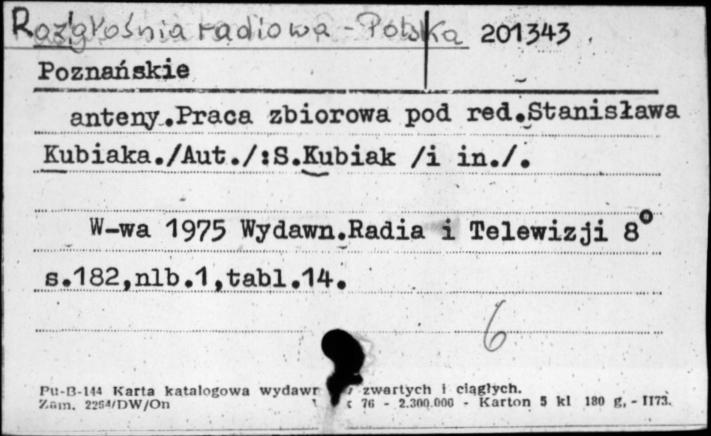 Rozgłośnia radiowa - Polska 201343
Poznańskie
anteny.Praca zbiorowa pod red.Stanisława
Kubiaka./Aut./:S.Kubiak /i in./.
W-wa 1975 Wydawn.Radia i Telewizji 8°
s.182,nlb.1,tabl.14.
6
Pu-B-144 Karta katalogowa wydawn zwartych i ciągłych.
Zam. 2254/DW/On 76 - 2.300.000 - Karton 5 kl 180 g. - II73.